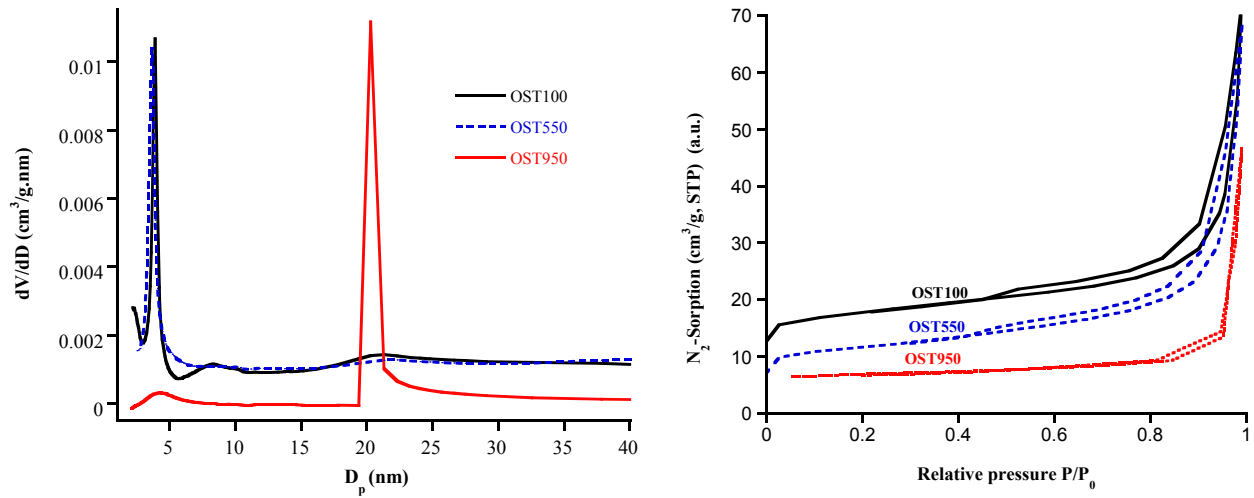 dV/dD (cm³/g.nm)
0.01
0.008
0.006
0.004
0.002
0
OST100
OST550
OST950
5 10 15 20 25 30 35 40
Dₚ (nm)
N₂-Sorption (cm³/g, STP) (a.u.)
70
60
50
40
30
20
10
0
OST100
OST550
OST950
0 0.2 0.4 0.6 0.8 1
Relative pressure P/P₀